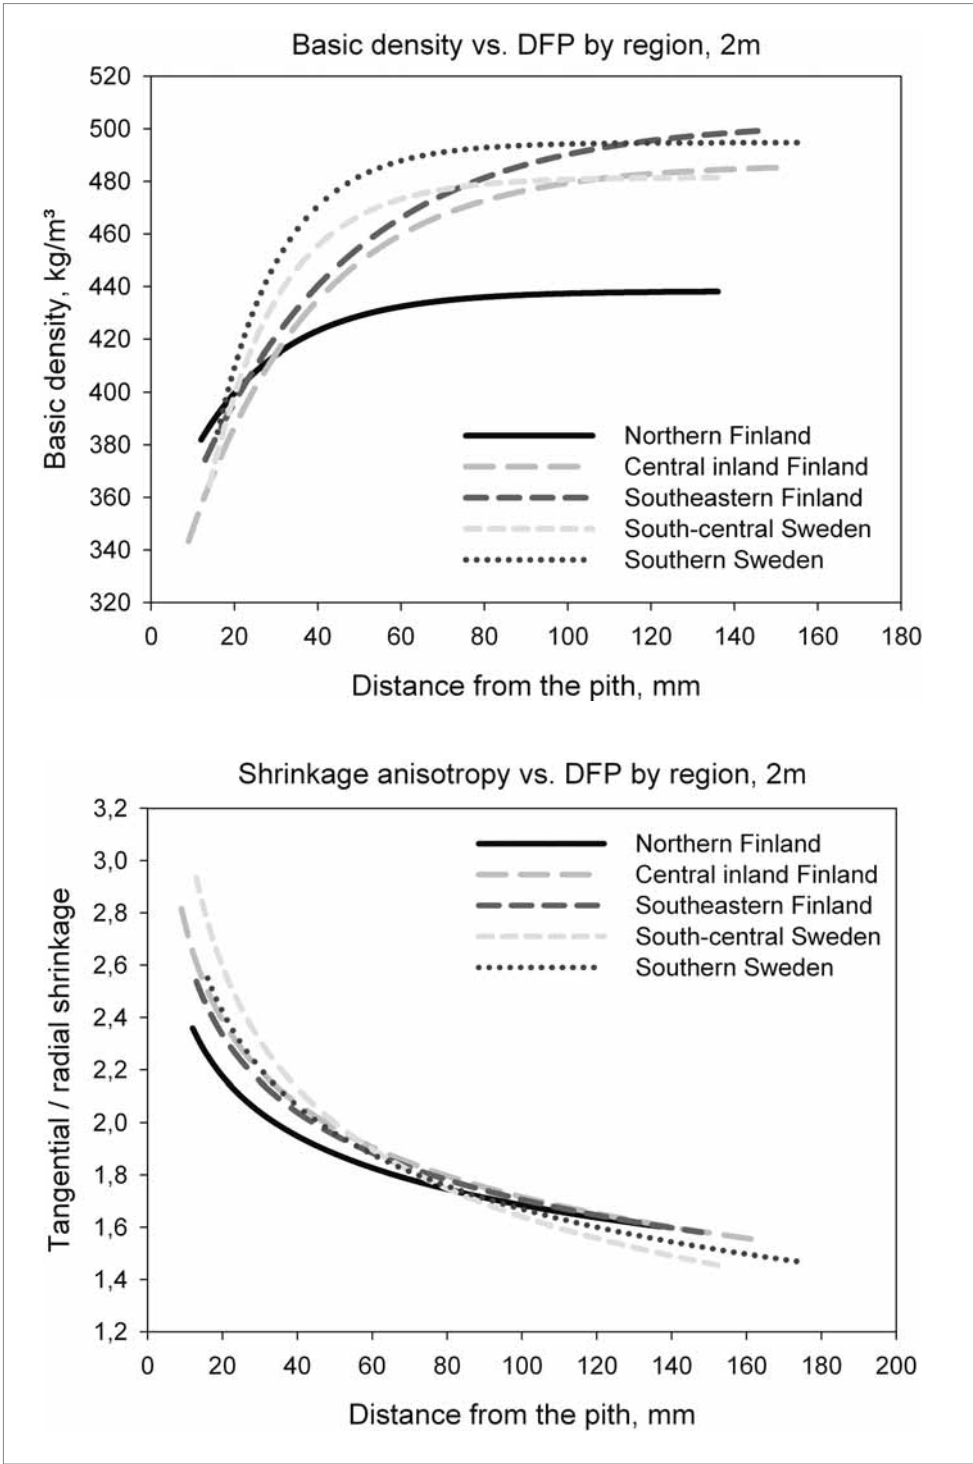 Basic density vs. DFP by region, 2m
520
500
480
460
440
420
400
380
360
340
320
Basic density, kg/m³
Northern Finland
Central inland Finland
Southeastern Finland
South-central Sweden
Southern Sweden
0 20 40 60 80 100 120 140 160 180
Distance from the pith, mm
Shrinkage anisotropy vs. DFP by region, 2m
3,2
3,0
2,8
2,6
2,4
2,2
2,0
1,8
1,6
1,4
1,2
Tangential / radial shrinkage
Northern Finland
Central inland Finland
Southeastern Finland
South-central Sweden
Southern Sweden
0 20 40 60 80 100 120 140 160 180 200
Distance from the pith, mm